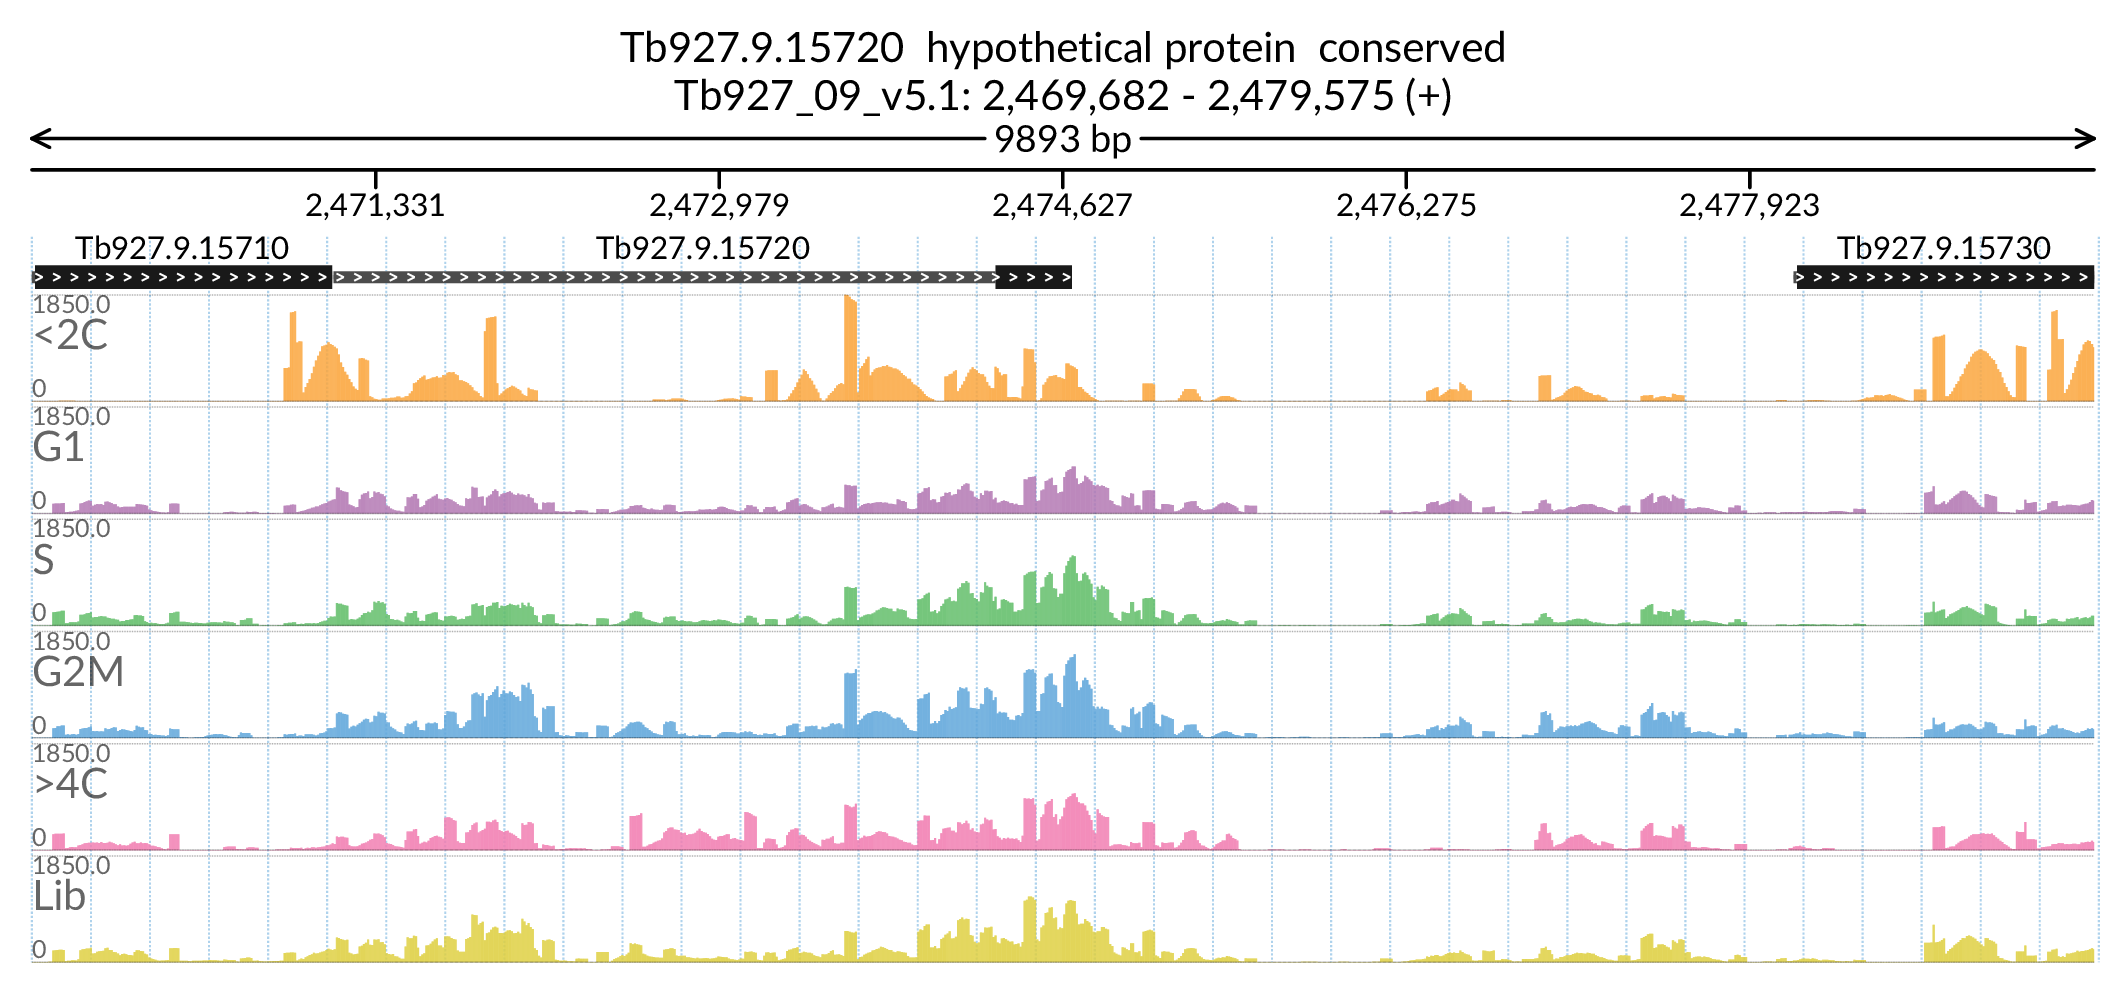 Tb927.9.15720 hypothetical protein conserved
Tb927_09_v5.1: 2,469,682 - 2,479,575 (+)
9893 bp
2,471,331 2,472,979 2,474,627 2,476,275 2,477,923
Tb927.9.15710 Tb927.9.15720 Tb927.9.15730
1850.0
<2C
0
1850.0
G1
0
1850.0
S
0
1850.0
G2M
0
1850.0
>4C
0
1850.0
Lib
0